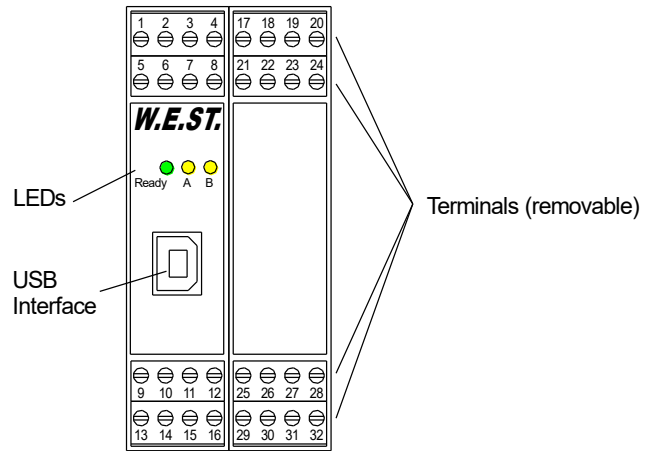 1 2 3 4 17 18 19 20
5 6 7 8 21 22 23 24
W.E.ST.
Ready A B
LEDs
Terminals (removable)
USB
Interface
9 10 11 12 25 26 27 28
13 14 15 16 29 30 31 32